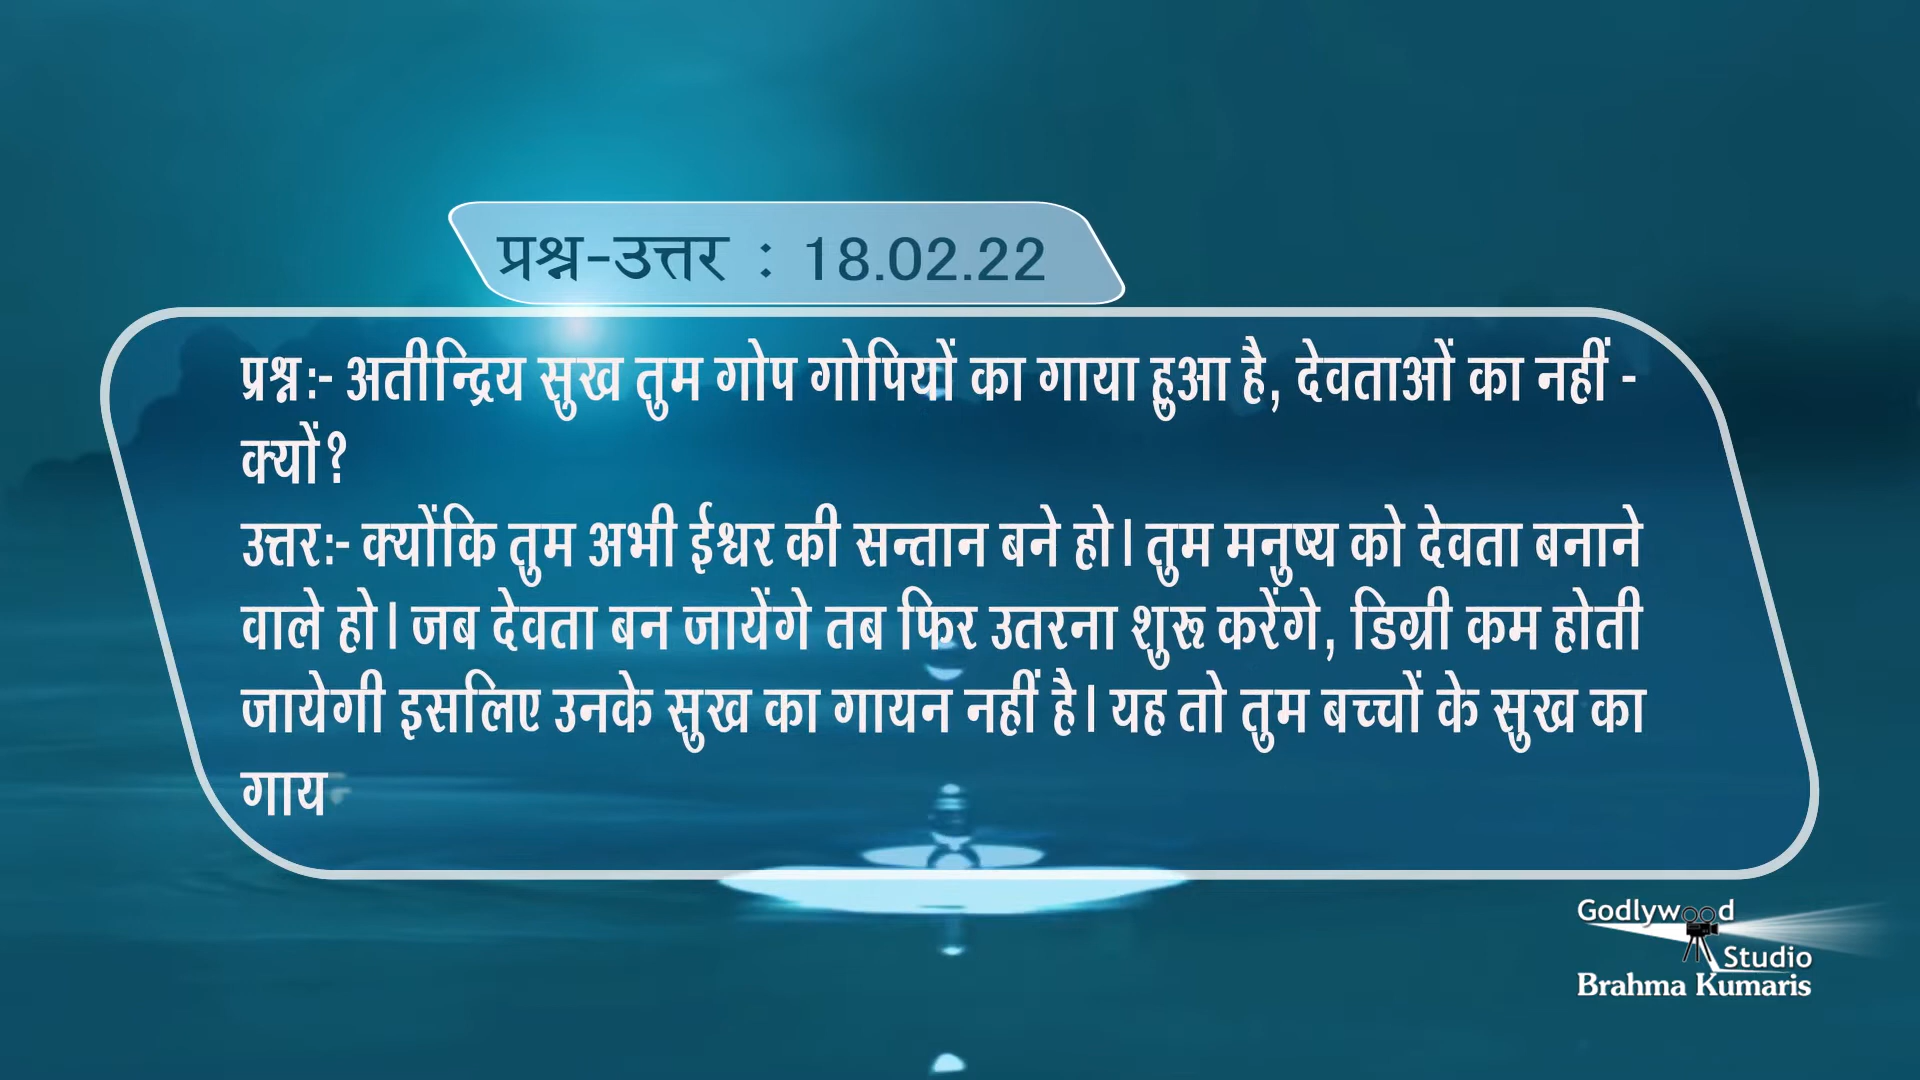 प्रश्न-उत्तर : 18.02.22
प्रश्नः- अतीन्द्रिय सुख तुम गोप गोपियों का गाया हुआ है, देवताओं का नहीं -
क्यों?
उत्तरः- क्योंकि तुम अभी ईश्वर की सन्तान बने हो। तुम मनुष्य को देवता बनाने
वाले हो। जब देवता बन जायेंगे तब फिर उतरना शुरू करेंगे, डिग्री कम होती
जायेगी इसलिए उनके सुख का गायन नहीं है। यह तो तुम बच्चों के सुख का
गाय
Godlywood
Studio
Brahma Kumaris